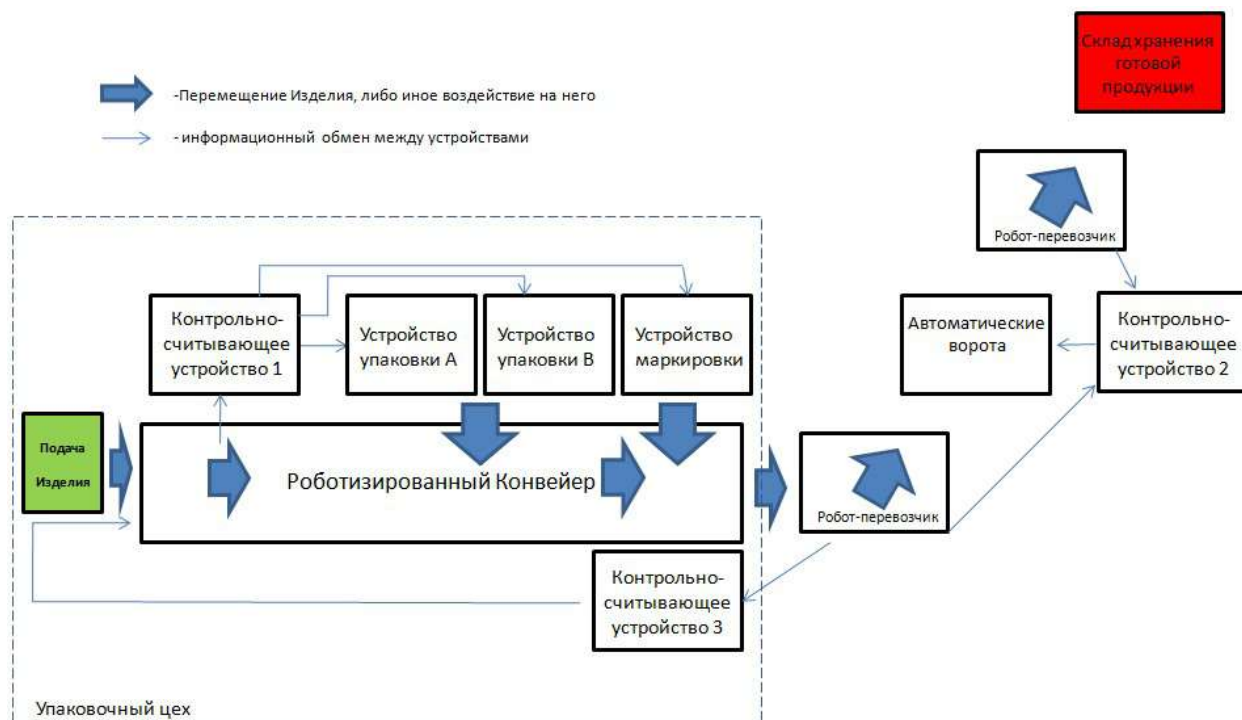 Склад хранения
готовой
продукции
-Перемещение Изделия, либо иное воздействие на него
- информационный обмен между устройствами
Робот-перевозчик
Контрольно-
считывающее
устройство 1
Устройство
упаковки А
Устройство
упаковки В
Устройство
маркировки
Автоматические
ворота
Контрольно-
считывающее
устройство 2
Подача
Изделия
Роботизированный Конвейер
Робот-перевозчик
Контрольно-
считывающее
устройство 3
Упаковочный цех